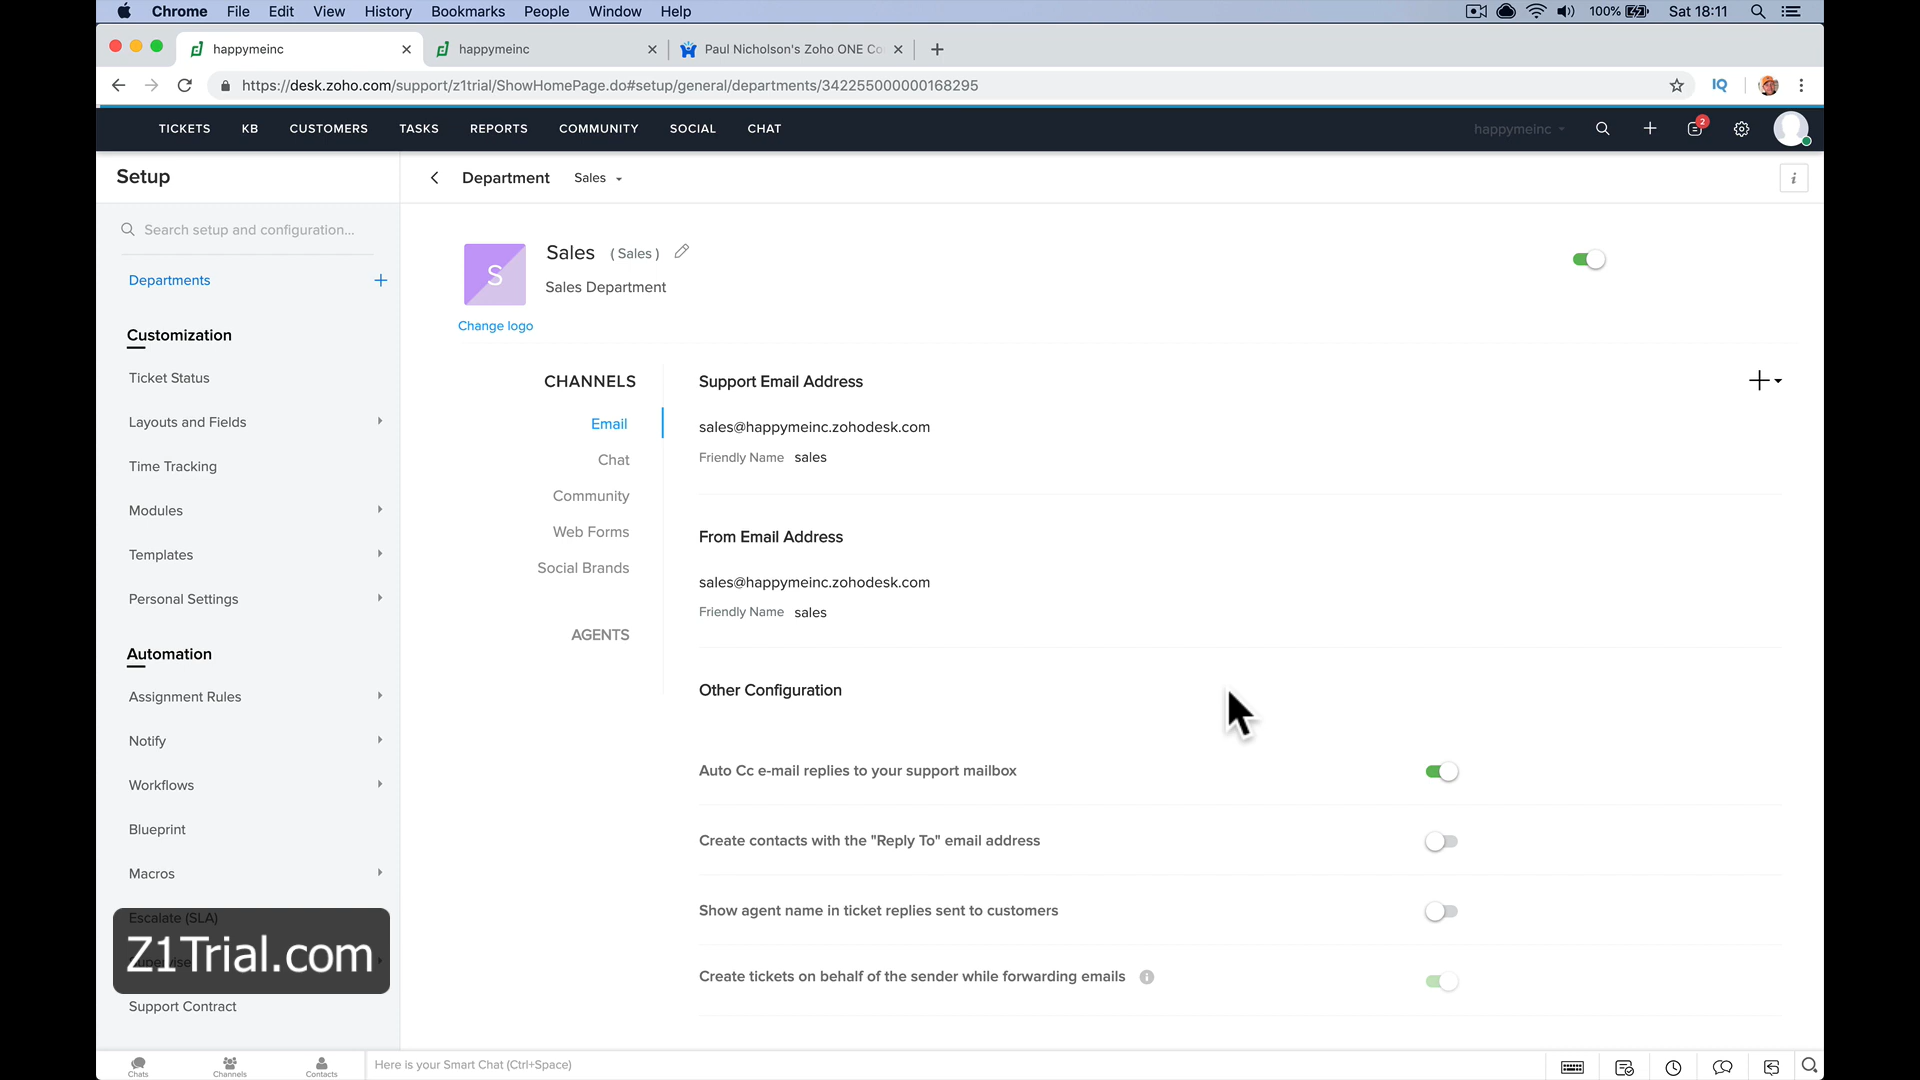 Chrome File Edit View History Bookmarks People Window Help 100% Sat 18:11
happymeinc happymeinc Paul Nicholson's Zoho ONE Co
https://desk.zoho.com/support/z1trial/ShowHomePage.do#setup/general/departments/342255000000168295 IQ
TICKETS KB CUSTOMERS TASKS REPORTS COMMUNITY SOCIAL CHAT happymeinc 2
Setup
Department Sales i
Search setup and configuration...
Departments
Customization
Ticket Status
Layouts and Fields
Time Tracking
Modules
Templates
Personal Settings
Automation
Assignment Rules
Notify
Workflows
Blueprint
Macros
Escalate (SLA)
Z1Trial.com
Support Contract
S
Sales ( Sales )
Sales Department
Change logo
CHANNELS
Email
Chat
Community
Web Forms
Social Brands
AGENTS
Support Email Address
sales@happymeinc.zohodesk.com
Friendly Name sales
From Email Address
sales@happymeinc.zohodesk.com
Friendly Name sales
Other Configuration
Auto Cc e-mail replies to your support mailbox
Create contacts with the "Reply To" email address
Show agent name in ticket replies sent to customers
Create tickets on behalf of the sender while forwarding emails i
Chats Channels Contacts Here is your Smart Chat (Ctrl+Space)